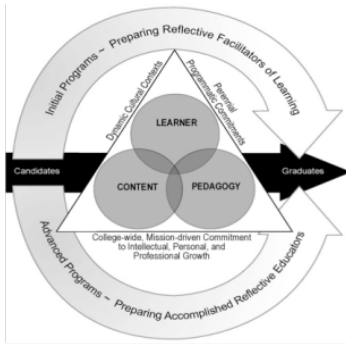 Initial Programs ~ Preparing Reflective Facilitators of Learning
Dynamic Cultural Contexts
Perennial
Programmatic Commitments
LEARNER
Candidates
Graduates
CONTENT
PEDAGOGY
College-wide, Mission-driven Commitment
to Intellectual, Personal, and
Professional Growth
Advanced Programs ~ Preparing Accomplished Reflective Educators